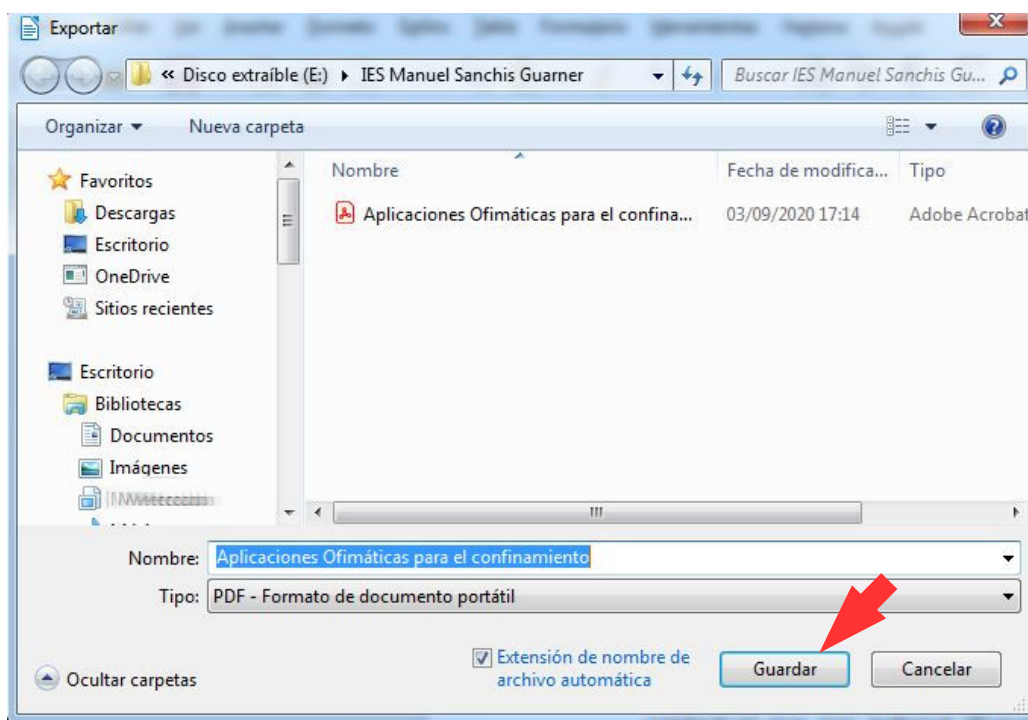 Exportar
« Disco extraíble (E:) IES Manuel Sanchis Guarner Buscar IES Manuel Sanchis Gu...
Organizar Nueva carpeta
Nombre Fecha de modifica... Tipo
Favoritos
Aplicaciones Ofimáticas para el confina... 03/09/2020 17:14 Adobe Acrobat
Descargas
Escritorio
OneDrive
Sitios recientes
Escritorio
Bibliotecas
Documentos
Imágenes
Nombre: Aplicaciones Ofimáticas para el confinamiento
Tipo: PDF - Formato de documento portátil
Extensión de nombre de
archivo automática
Guardar Cancelar
Ocultar carpetas